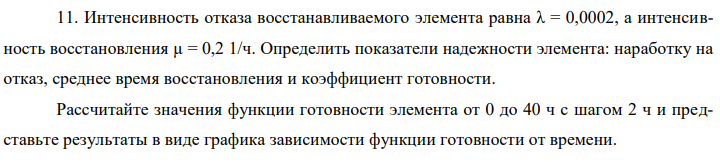 11. Интенсивность отказа восстанавливаемого элемента равна λ = 0,0002, а интенсив-
ность восстановления μ = 0,2 1/ч. Определить показатели надежности элемента: наработку на
отказ, среднее время восстановления и коэффициент готовности.
Рассчитайте значения функции готовности элемента от 0 до 40 ч с шагом 2 ч и пред-
ставьте результаты в виде графика зависимости функции готовности от времени.